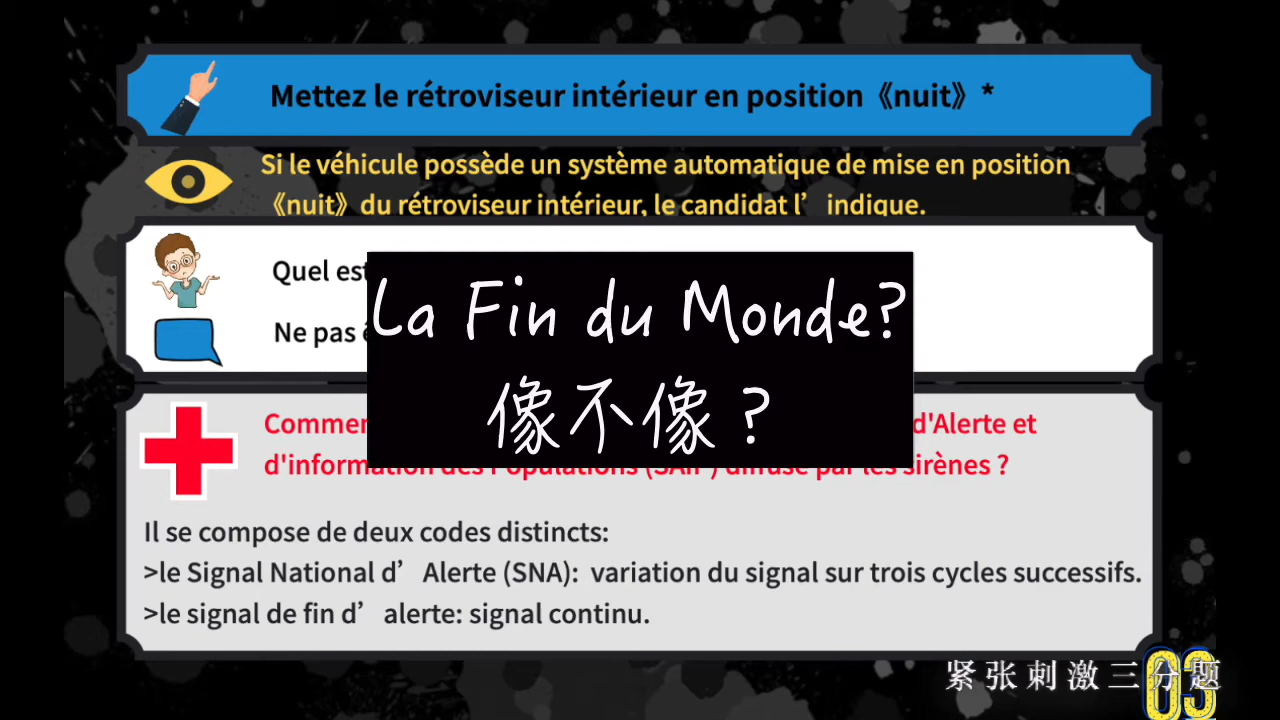 Mettez le rétroviseur intérieur en position《nuit》*
Si le véhicule possède un système automatique de mise en position
《nuit》du rétroviseur intérieur, le candidat l’indique.
Quel est
Ne pas
La Fin du Monde?
像不像？
d'Alerte et
d'information des Populations (SAIP) diffusé par les sirènes ?
Il se compose de deux codes distincts:
>le Signal National d’Alerte (SNA): variation du signal sur trois cycles successifs.
>le signal de fin d’alerte: signal continu.
紧张刺激三分题
03